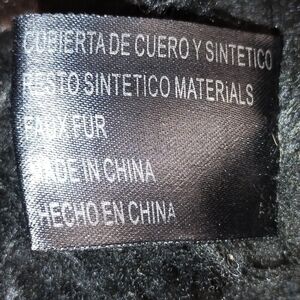 CUBIERTA DE CUERO Y SINTETICO
RESTO SINTETICO MATERIALS
FAUX FUR
MADE IN CHINA
HECHO EN CHINA